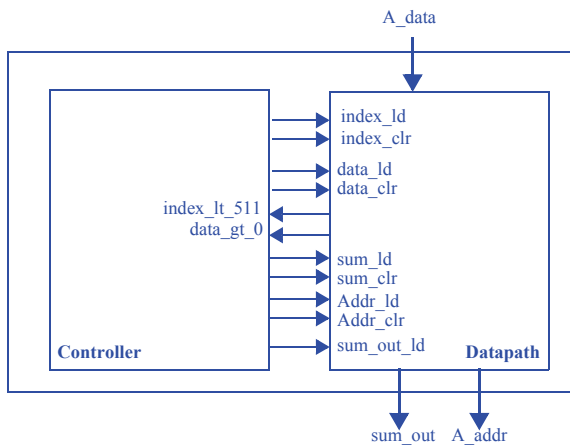 A_data
index_ld
index_clr
data_ld
data_clr
index_lt_511
data_gt_0
sum_ld
sum_clr
Addr_ld
Addr_clr
sum_out_ld
Controller
Datapath
sum_out
A_addr